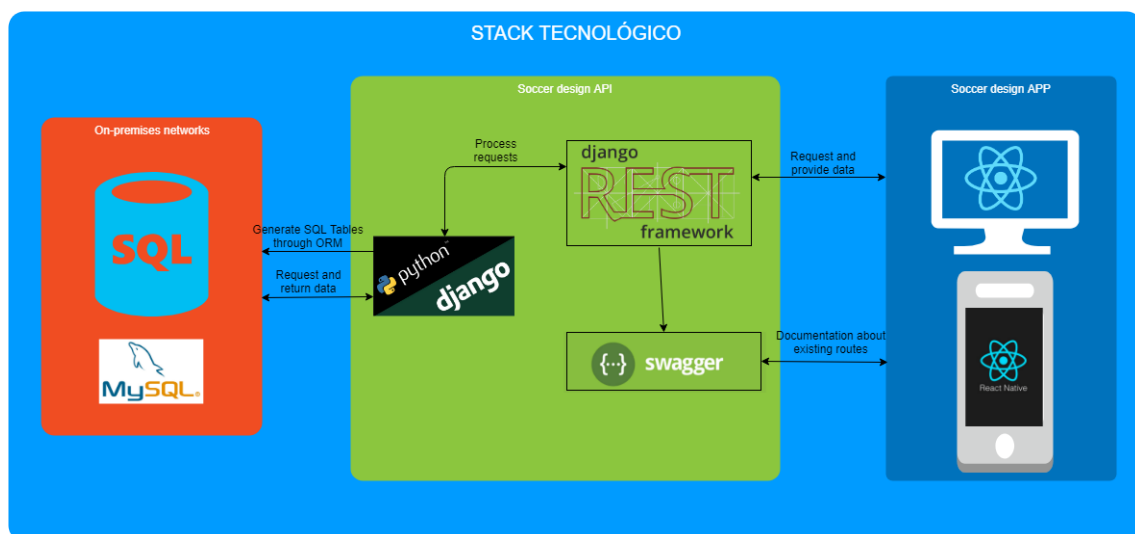 STACK TECNOLÓGICO
On-premises networks
SQL
MySQL®
Generate SQL Tables
through ORM
Request and
return data
Soccer design API
Process
requests
python™
django
django
REST
framework
swagger
{···}
Request and
provide data
Documentation about
existing routes
Soccer design APP
React Native